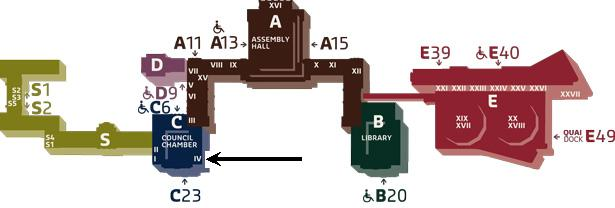 XVI
A
ASSEMBLY
HALL
A11
A13
A15
VII
VIII IX
X XI
XII
XV
V
VI
III
D
D9
C6
C
COUNCIL
CHAMBER
II
I
IV
C23
B
LIBRARY
B20
S2
S3
S5
S1
S2
S4
S1
S
E39
E40
XXI XXII XXIII XXIV XXV XXVI
XXVII
E
XIX
XVII
XX
XVIII
QUAI
DOCK E49